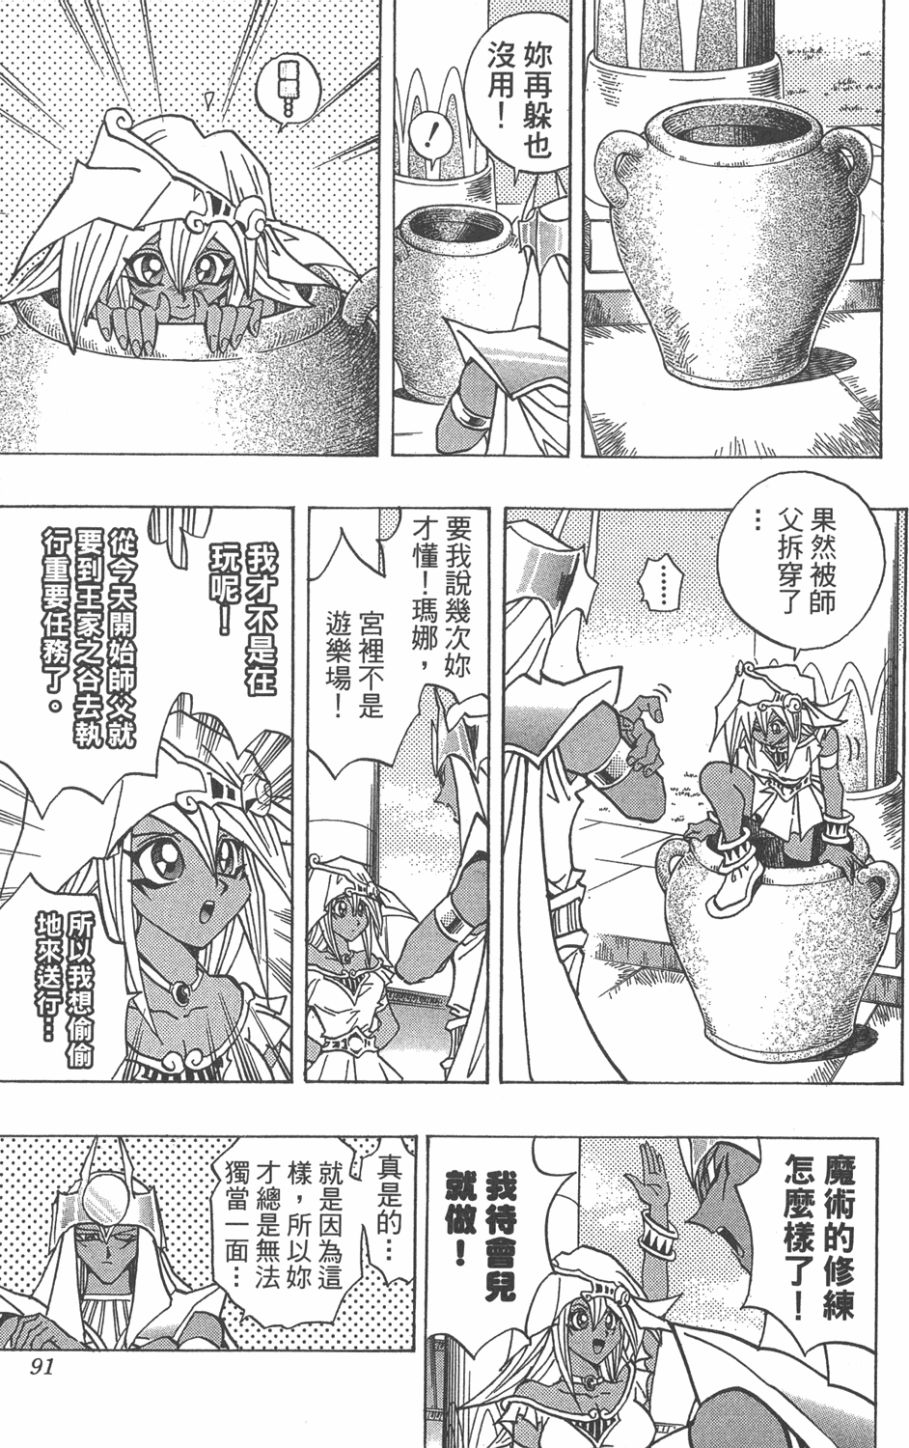 妳再躲也
沒用！
！
果然被師
父拆穿了
…
……
要我說幾次妳
才懂！瑪娜，
宮裡不是
遊樂場！
我才不是在
玩呢！
從今天開始師父就
要到王家之谷去執
行重要任務了。
所以我想偷偷
地來送行…
魔術的修練
怎麼樣了！
我待會兒
就做！
真是的…
就是因為這
樣，所以妳
才總是無法
獨當一面…
91